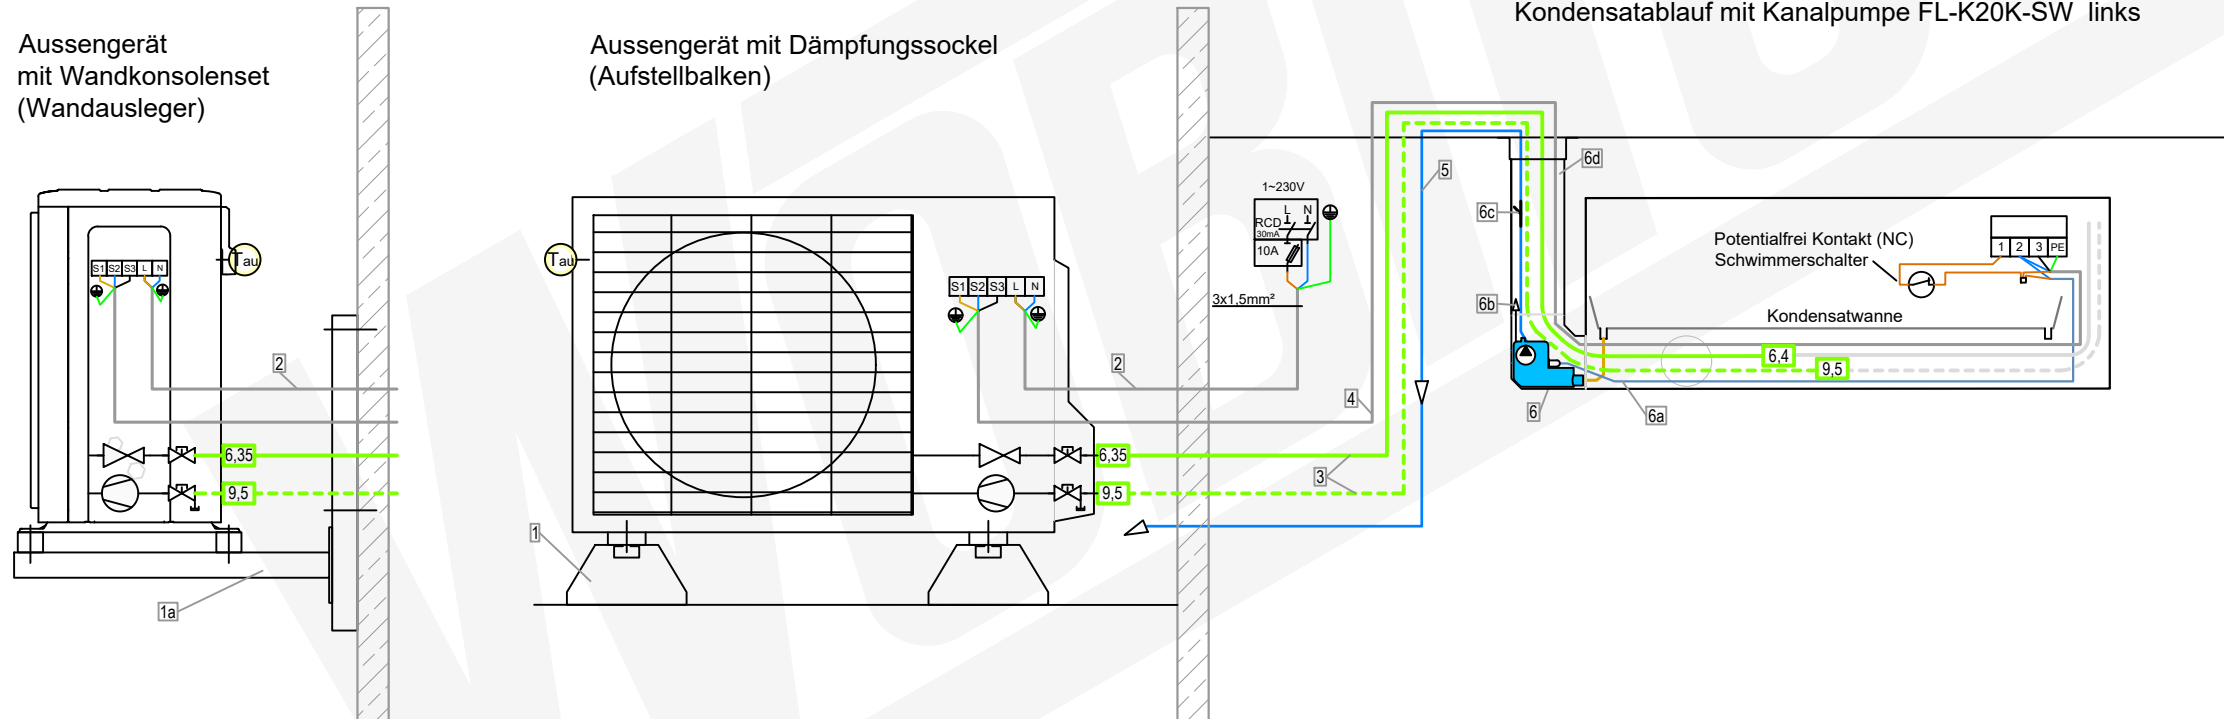 Aussengerät
mit Wandkonsolenset
(Wandausleger)
Aussengerät mit Dämpfungssockel
(Aufstellbalken)
Kondensatablauf mit Kanalpumpe FL-K20K-SW links
S1 S2 S3 L N
Tau
2
6,35
9,5
1a
Tau
S1 S2 S3 L N
2
6,35
9,5
1
3
4
5
1~230V
L N
RCD
30mA
10A
3x1,5mm²
6d
6c
6b
6
6a
Potentialfrei Kontakt (NC)
Schwimmerschalter
1 2 3 PE
Kondensatwanne
6,4
9,5